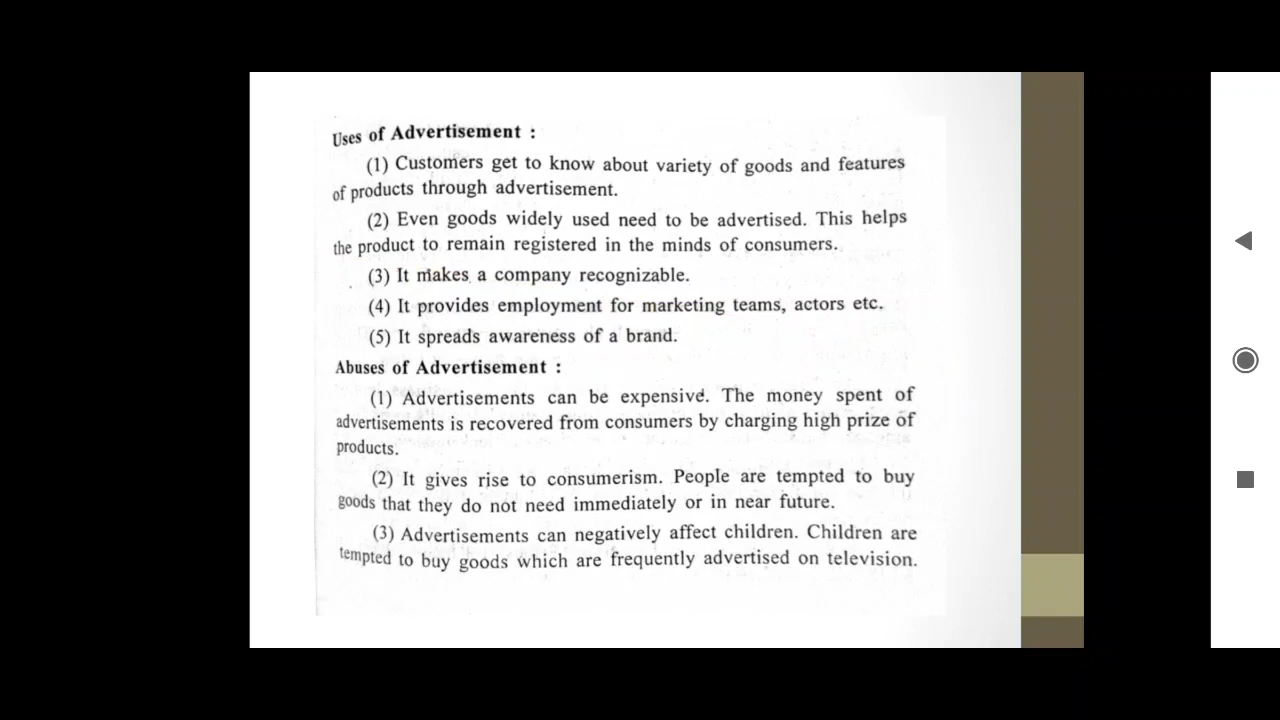 Uses of Advertisement :
(1) Customers get to know about variety of goods and features
of products through advertisement.
(2) Even goods widely used need to be advertised. This helps
the product to remain registered in the minds of consumers.
(3) It makes a company recognizable.
(4) It provides employment for marketing teams, actors etc.
(5) It spreads awareness of a brand.
Abuses of Advertisement :
(1) Advertisements can be expensive. The money spent of
advertisements is recovered from consumers by charging high prize of
products.
(2) It gives rise to consumerism. People are tempted to buy
goods that they do not need immediately or in near future.
(3) Advertisements can negatively affect children. Children are
tempted to buy goods which are frequently advertised on television.